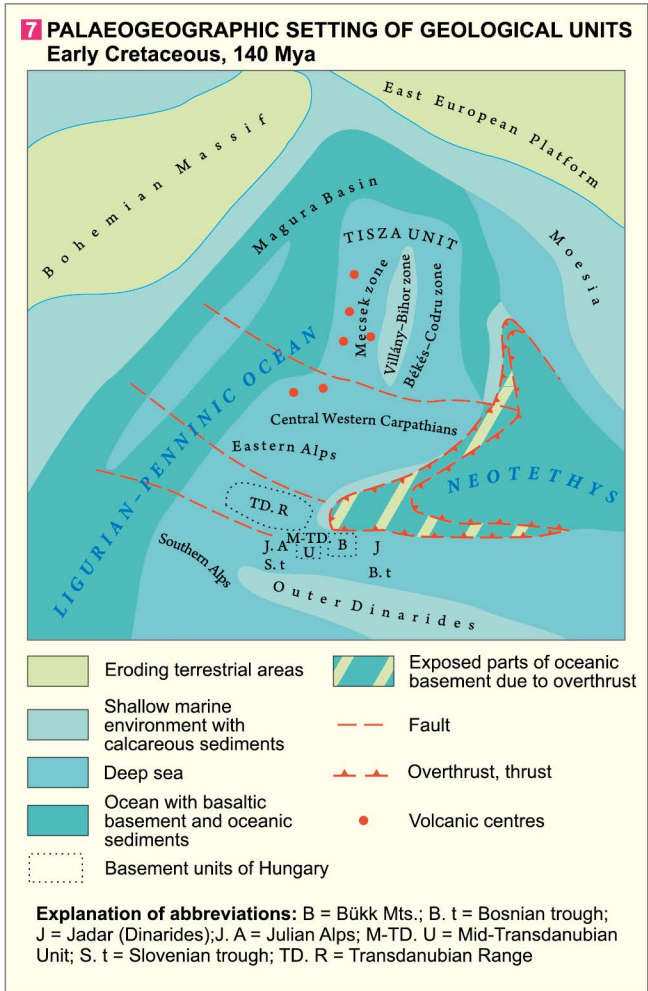 7 PALAEOGEOGRAPHIC SETTING OF GEOLOGICAL UNITS
Early Cretaceous, 140 Mya
East European Platform
Bohemian Massif
Magura Basin
Moesia
TISZA UNIT
Mecsek zone
Villány–Bihor zone
Békés–Codru zone
LIGURIAN–PENNINIC OCEAN
Central Western Carpathians
Eastern Alps
NEOTETHYS
TD. R
M-TD.
U
B
J
J. A
S. t
B. t
Southern Alps
Outer Dinarides
Eroding terrestrial areas
Shallow marine
environment with
calcareous sediments
Deep sea
Ocean with basaltic
basement and oceanic
sediments
Basement units of Hungary
Exposed parts of oceanic
basement due to overthrust
Fault
Overthrust, thrust
Volcanic centres
Explanation of abbreviations: B = Bükk Mts.; B. t = Bosnian trough;
J = Jadar (Dinarides);J. A = Julian Alps; M-TD. U = Mid-Transdanubian
Unit; S. t = Slovenian trough; TD. R = Transdanubian Range